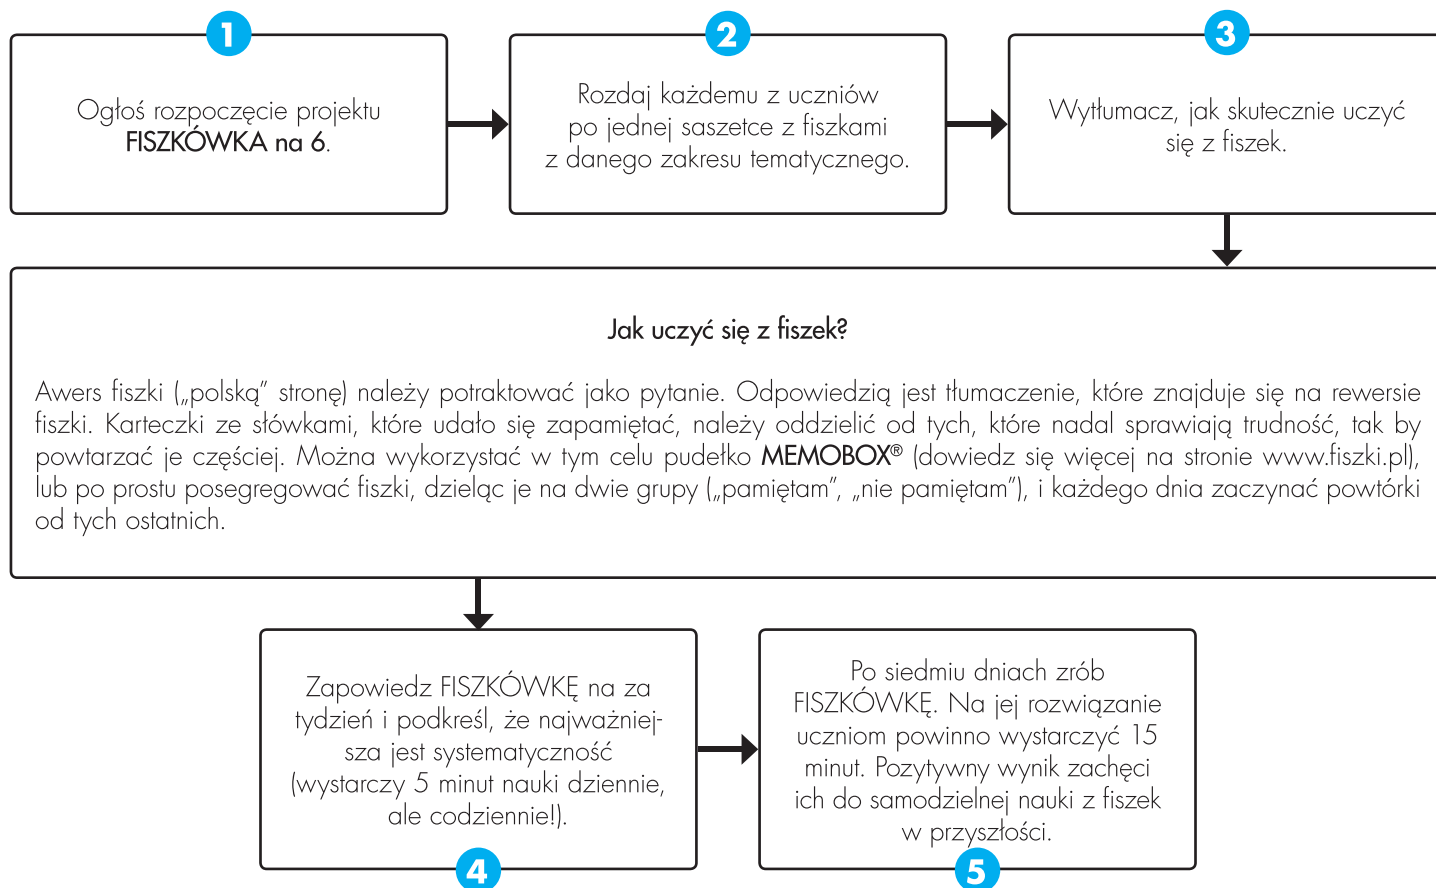 1
Ogłoś rozpoczęcie projektu
FISZKÓWKA na 6.
2
Rozdaj każdemu z uczniów
po jednej saszetce z fiszkami
z danego zakresu tematycznego.
3
Wytłumacz, jak skutecznie uczyć
się z fiszek.
Jak uczyć się z fiszek?
Awers fiszki („polską” stronę) należy potraktować jako pytanie. Odpowiedzią jest tłumaczenie, które znajduje się na rewersie
fiszki. Karteczki ze słówkami, które udało się zapamiętać, należy oddzielić od tych, które nadal sprawiają trudność, tak by
powtarzać je częściej. Można wykorzystać w tym celu pudełko MEMOBOX® (dowiedz się więcej na stronie www.fiszki.pl),
lub po prostu posegregować fiszki, dzieląc je na dwie grupy („pamiętam”, „nie pamiętam”), i każdego dnia zaczynać powtórki
od tych ostatnich.
Zapowiedz FISZKÓWKĘ na za
tydzień i podkreśl, że najważniej-
sza jest systematyczność
(wystarczy 5 minut nauki dziennie,
ale codziennie!).
4
Po siedmiu dniach zrób
FISZKÓWKĘ. Na jej rozwiązanie
uczniom powinno wystarczyć 15
minut. Pozytywny wynik zachęci
ich do samodzielnej nauki z fiszek
w przyszłości.
5